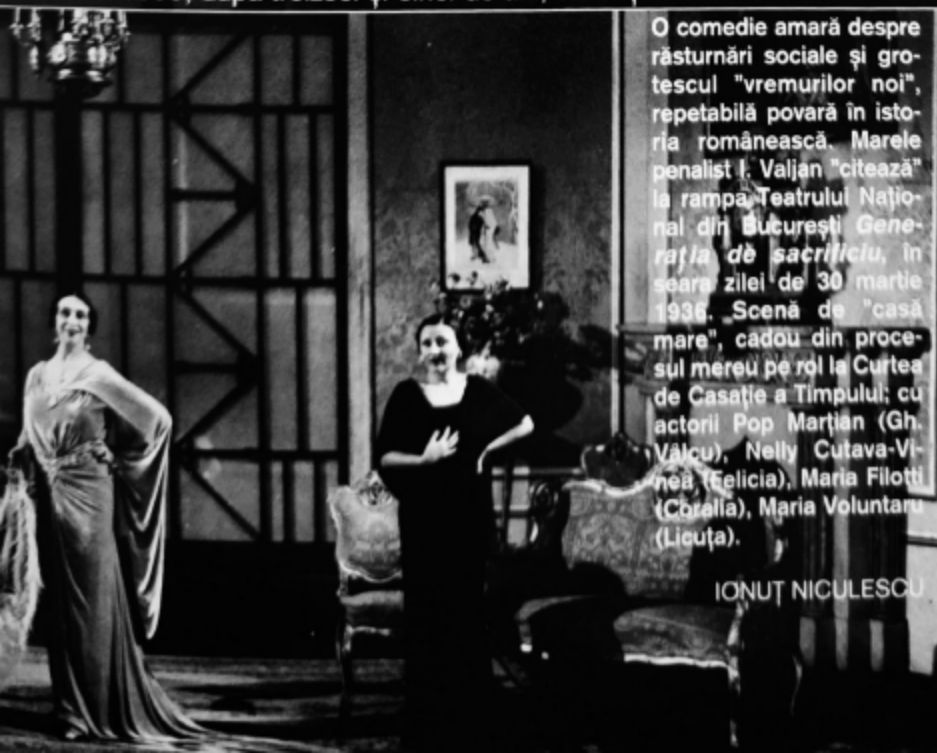 O comedie amară despre
răsturnări sociale și gro-
tescul "vremurilor noi",
repetabilă povară în isto-
ria românească. Marele
penalist I. Valjan "citează"
la rampa Teatrului Națio-
nal din București Gene-
rația de sacrificiu, în
seara zilei de 30 martie
1936. Scenă de "casă
mare", cadou din proce-
sul mereu pe rol la Curtea
de Casație a Timpului; cu
actorii Pop Marțian (Gh.
Vâlcu), Nelly Cutava-Vi-
nea (Felicia), Maria Filotti
(Coralia), Maria Voluntaru
(Licuța).
IONUȚ NICULESCU